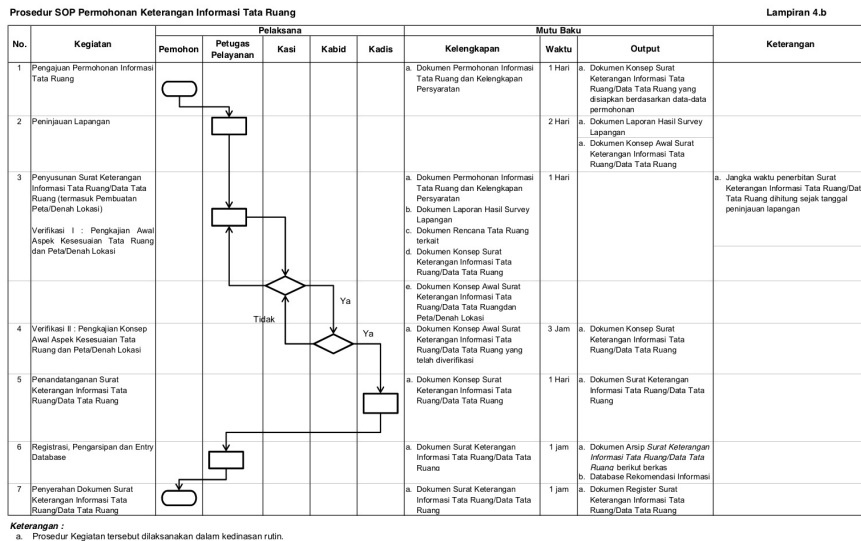 Prosedur SOP Permohonan Keterangan Informasi Tata Ruang
Lampiran 4.b
No.
Kegiatan
Pelaksana
Pemohon
Petugas
Pelayanan
Kasi
Kabid
Kadis
Mutu Baku
Kelengkapan
Waktu
Output
Keterangan
1
Pengajuan Permohonan Informasi
Tata Ruang
a. Dokumen Permohonan Informasi
Tata Ruang dan Kelengkapan
Persyaratan
1 Hari
a. Dokumen Konsep Surat
Keterangan Informasi Tata
Ruang/Data Tata Ruang yang
disiapkan berdasarkan data-data
permohonan
2
Peninjauan Lapangan
2 Hari
a. Dokumen Laporan Hasil Survey
Lapangan
a. Dokumen Konsep Awal Surat
Keterangan Informasi Tata
Ruang/Data Tata Ruang
3
Penyusunan Surat Keterangan
Informasi Tata Ruang/Data Tata
Ruang (termasuk Pembuatan
Peta/Denah Lokasi)
Verifikasi I : Pengkajian Awal
Aspek Kesesuaian Tata Ruang
dan Peta/Denah Lokasi
a. Dokumen Permohonan Informasi
Tata Ruang dan Kelengkapan
Persyaratan
b. Dokumen Laporan Hasil Survey
Lapangan
c. Dokumen Rencana Tata Ruang
terkait
d. Dokumen Konsep Surat
Keterangan Informasi Tata
Ruang/Data Tata Ruang
1 Hari
a. Jangka waktu penerbitan Surat
Keterangan Informasi Tata Ruang/Dat
Tata Ruang dihitung sejak tanggal
peninjauan lapangan
e. Dokumen Konsep Awal Surat
Keterangan Informasi Tata
Ruang/Data Tata Ruangdan
Peta/Denah Lokasi
Ya
Tidak
4
Verifikasi II : Pengkajian Konsep
Awal Aspek Kesesuaian Tata
Ruang dan Peta/Denah Lokasi
Ya
a. Dokumen Konsep Awal Surat
Keterangan Informasi Tata
Ruang/Data Tata Ruang yang
telah diverifikasi
3 Jam
a. Dokumen Konsep Surat
Keterangan Informasi Tata
Ruang/Data Tata Ruang
5
Penandatanganan Surat
Keterangan Informasi Tata
Ruang/Data Tata Ruang
a. Dokumen Konsep Surat
Keterangan Informasi Tata
Ruang/Data Tata Ruang
1 Hari
a. Dokumen Surat Keterangan
Informasi Tata Ruang/Data Tata
Ruang
6
Registrasi, Pengarsipan dan Entry
Database
a. Dokumen Surat Keterangan
Informasi Tata Ruang/Data Tata
Ruang
1 jam
a. Dokumen Arsip Surat Keterangan
Informasi Tata Ruang/Data Tata
Ruang berikut berkas
b. Database Rekomendasi Informasi
7
Penyerahan Dokumen Surat
Keterangan Informasi Tata
Ruang/Data Tata Ruang
a. Dokumen Surat Keterangan
Informasi Tata Ruang/Data Tata
Ruang
1 jam
a. Dokumen Register Surat
Keterangan Informasi Tata
Ruang/Data Tata Ruang
Keterangan :
a. Prosedur Kegiatan tersebut dilaksanakan dalam kedinasan rutin.